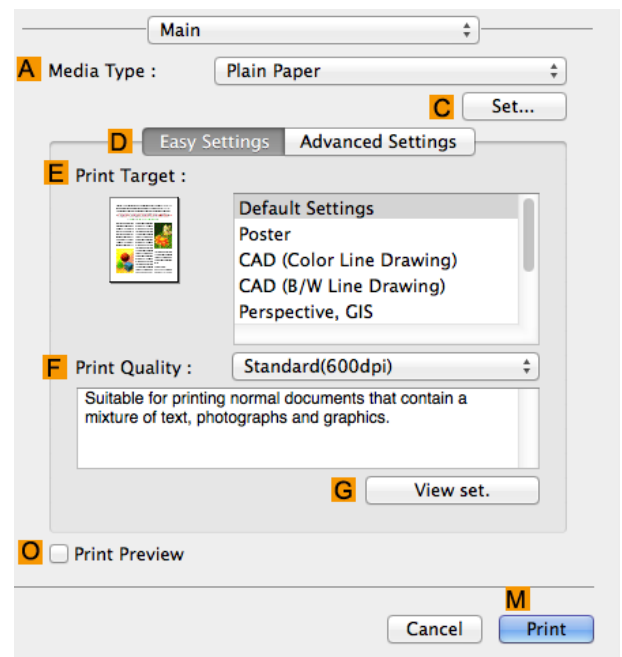 Main
A Media Type : Plain Paper
C Set...
D Easy Settings Advanced Settings
E Print Target :
Default Settings
Poster
CAD (Color Line Drawing)
CAD (B/W Line Drawing)
Perspective, GIS
F Print Quality : Standard(600dpi)
Suitable for printing normal documents that contain a
mixture of text, photographs and graphics.
G View set.
O Print Preview
M
Cancel Print